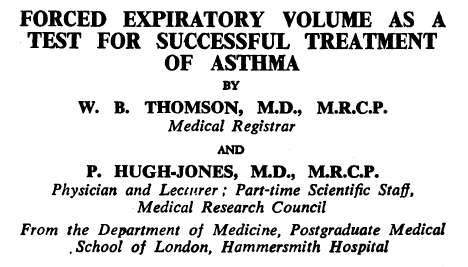 FORCED EXPIRATORY VOLUME AS A
TEST FOR SUCCESSFUL TREATMENT
OF ASTHMA
BY
W. B. THOMSON, M.D., M.R.C.P.
Medical Registrar
AND
P. HUGH-JONES, M.D., M.R.C.P.
Physician and Lecturer; Part-time Scientific Staff,
Medical Research Council
From the Department of Medicine, Postgraduate Medical
School of London, Hammersmith Hospital